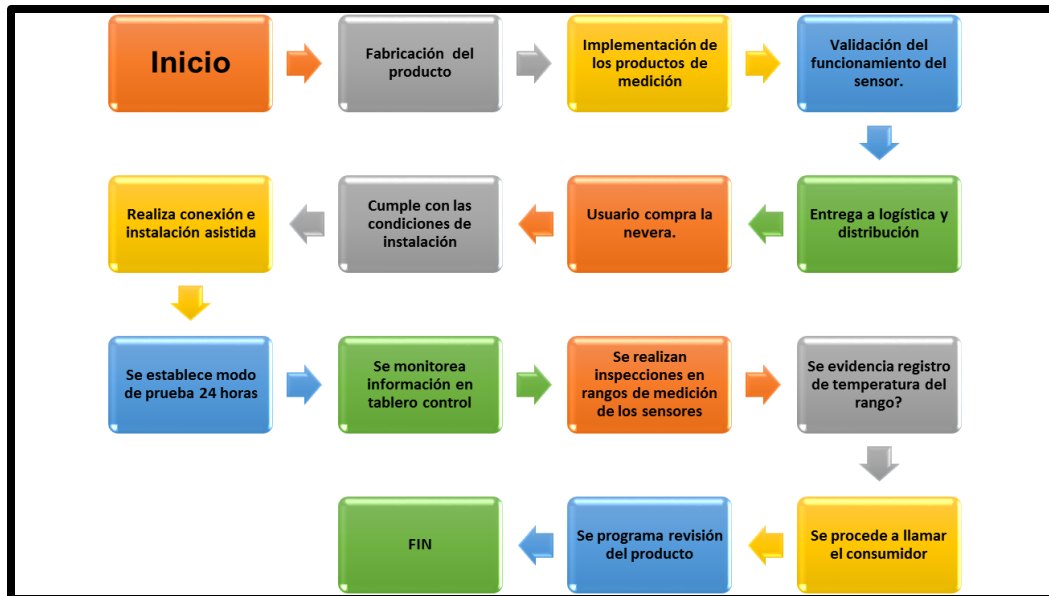 Inicio
Fabricación del
producto
Implementación de
los productos de
medición
Validación del
funcionamiento del
sensor.
Realiza conexión e
instalación asistida
Cumple con las
condiciones de
instalación
Usuario compra la
nevera.
Entrega a logística y
distribución
Se establece modo
de prueba 24 horas
Se monitorea
información en
tablero control
Se realizan
inspecciones en
rangos de medición
de los sensores
Se evidencia registro
de temperatura del
rango?
FIN
Se programa revisión
del producto
Se procede a llamar
el consumidor